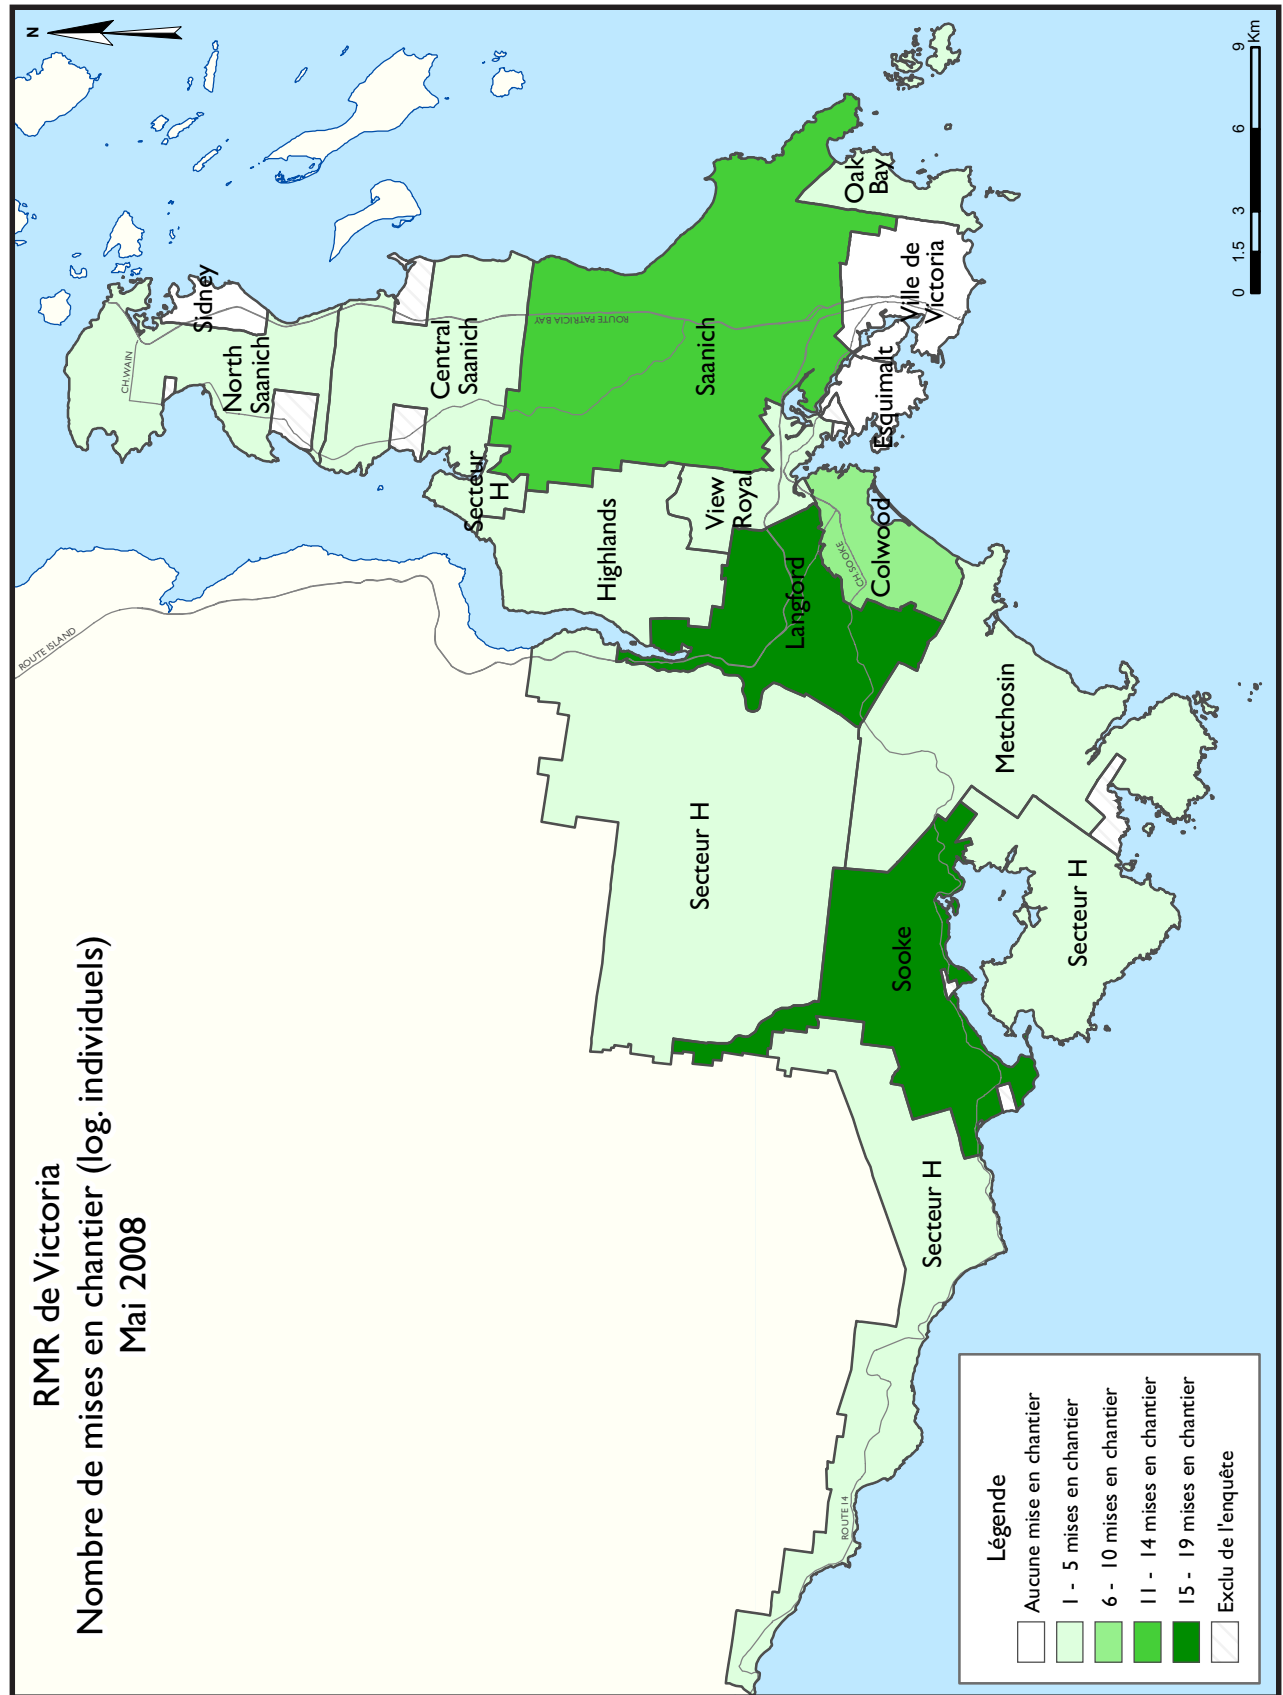 RMR de Victoria
Nombre de mises en chantier (log. individuels)
Mai 2008
N
ROUTE ISLAND
CH. WAIN
Sidney
North
Saanich
Central
Saanich
ROUTE PATRICIA BAY
Saanich
Secteur
H
Highlands
View
Royal
Oak
Bay
Ville de
Victoria
Esquimalt
Langford
Colwood
CH. SOOKE
Metchosin
Secteur H
Sooke
Secteur H
Secteur H
ROUTE 14
Légende
Aucune mise en chantier
1 - 5 mises en chantier
6 - 10 mises en chantier
11 - 14 mises en chantier
15 - 19 mises en chantier
Exclu de l'enquête
0 1.5 3 6 9 Km